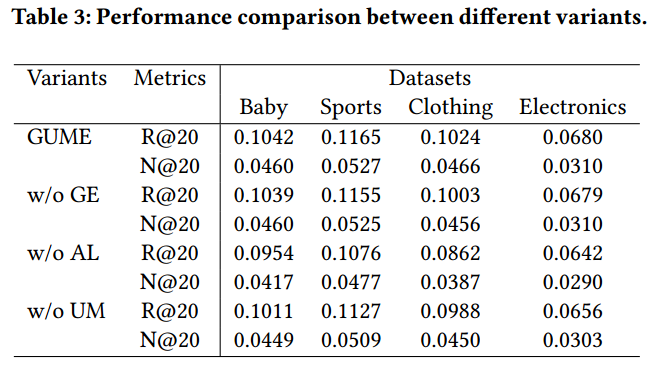 Table 3: Performance comparison between different variants.
Variants Metrics Datasets
Baby Sports Clothing Electronics
GUME R@20 0.1042 0.1165 0.1024 0.0680
N@20 0.0460 0.0527 0.0466 0.0310
w/o GE R@20 0.1039 0.1155 0.1003 0.0679
N@20 0.0460 0.0525 0.0456 0.0310
w/o AL R@20 0.0954 0.1076 0.0862 0.0642
N@20 0.0417 0.0477 0.0387 0.0290
w/o UM R@20 0.1011 0.1127 0.0988 0.0656
N@20 0.0449 0.0509 0.0450 0.0303